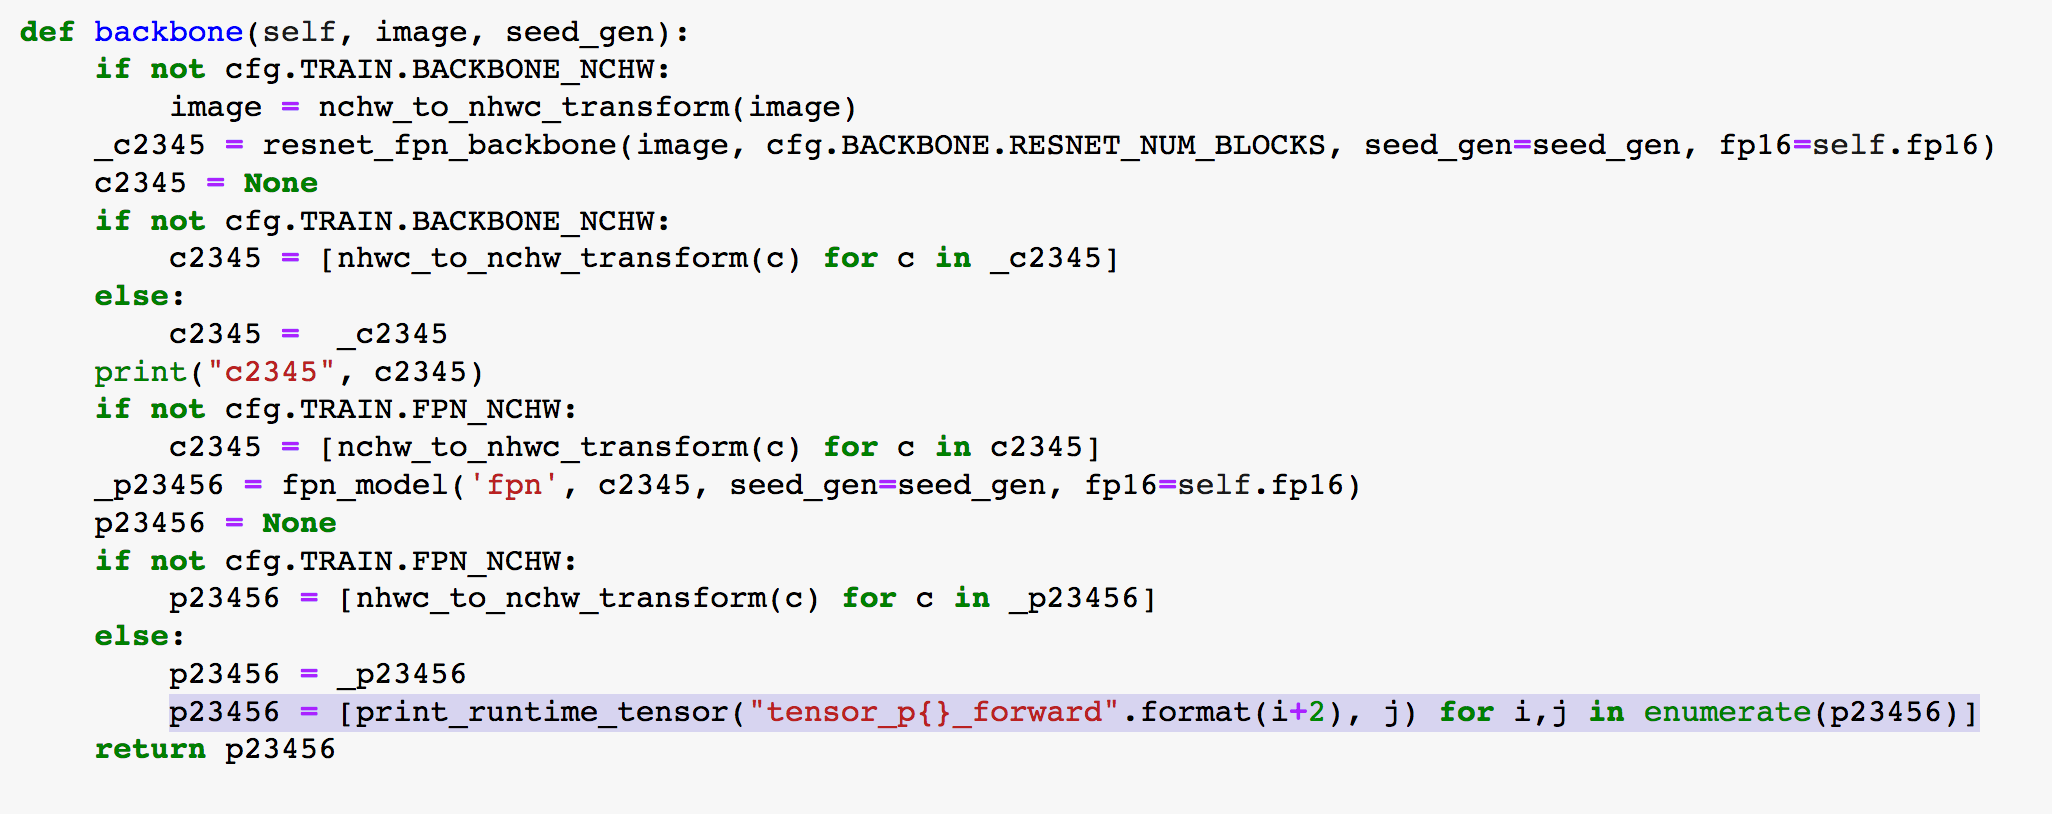 def backbone(self, image, seed_gen):
    if not cfg.TRAIN.BACKBONE_NCHW:
        image = nchw_to_nhwc_transform(image)
    _c2345 = resnet_fpn_backbone(image, cfg.BACKBONE.RESNET_NUM_BLOCKS, seed_gen=seed_gen, fp16=self.fp16)
    c2345 = None
    if not cfg.TRAIN.BACKBONE_NCHW:
        c2345 = [nhwc_to_nchw_transform(c) for c in _c2345]
    else:
        c2345 =  _c2345
    print("c2345", c2345)
    if not cfg.TRAIN.FPN_NCHW:
        c2345 = [nchw_to_nhwc_transform(c) for c in c2345]
    _p23456 = fpn_model('fpn', c2345, seed_gen=seed_gen, fp16=self.fp16)
    p23456 = None
    if not cfg.TRAIN.FPN_NCHW:
        p23456 = [nhwc_to_nchw_transform(c) for c in _p23456]
    else:
        p23456 = _p23456
        p23456 = [print_runtime_tensor("tensor_p{}_forward".format(i+2), j) for i,j in enumerate(p23456)]
    return p23456